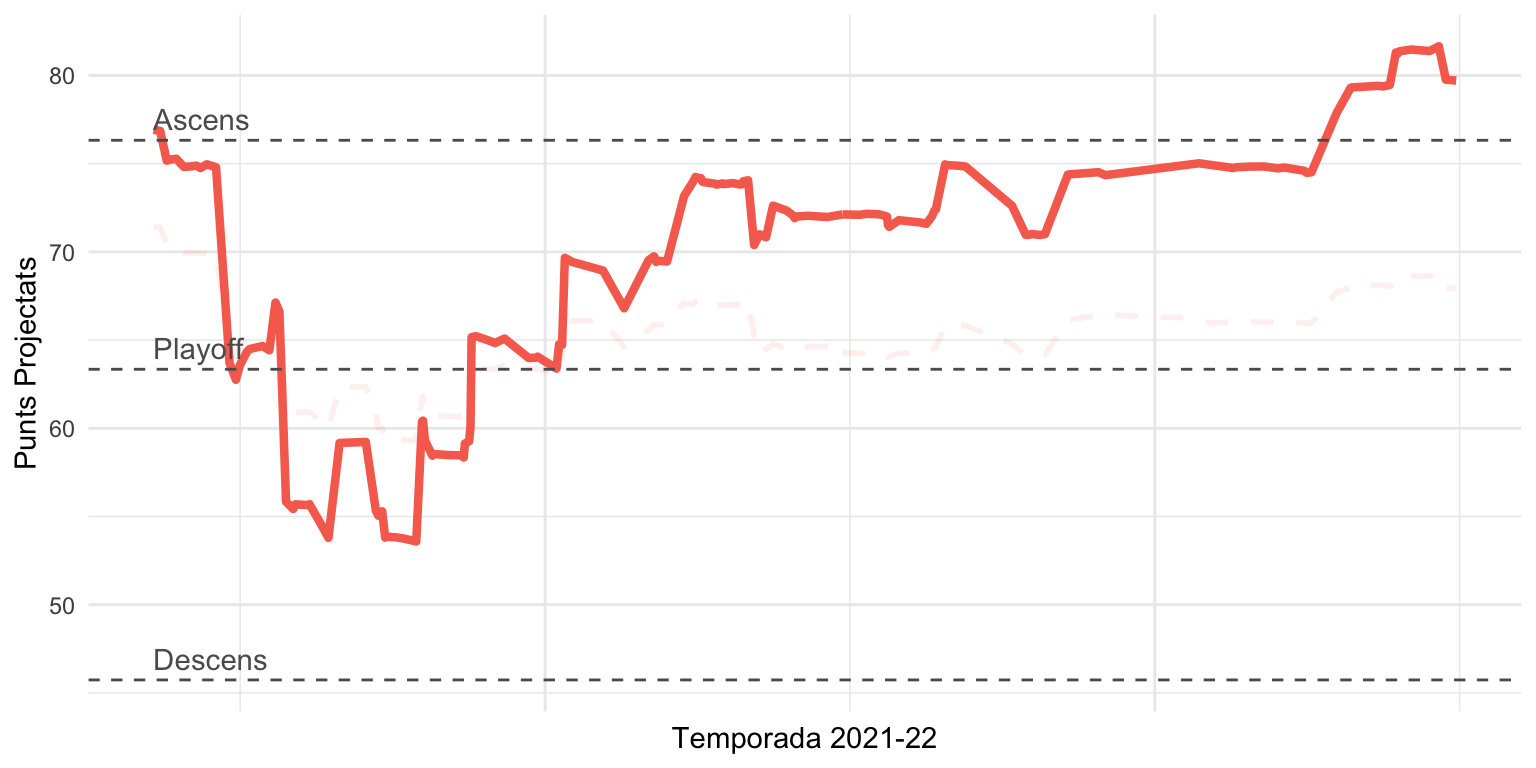 80
70
60
50
Punts Projectats
Ascens
Playoff
Descens
Temporada 2021-22